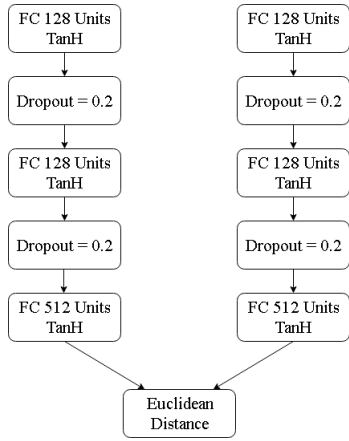 FC 128 Units
TanH
Dropout = 0.2
FC 128 Units
TanH
Dropout = 0.2
FC 512 Units
TanH
FC 128 Units
TanH
Dropout = 0.2
FC 128 Units
TanH
Dropout = 0.2
FC 512 Units
TanH
Euclidean
Distance